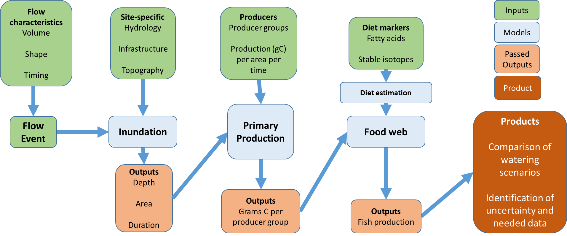 Flow
characteristics
Volume
Shape
Timing
Site-specific
Hydrology
Infrastructure
Topography
Producers
Producer groups
Production (gC)
per area per
time
Diet markers
Fatty acids
Stable isotopes
Inputs
Models
Passed
Outputs
Product
Diet estimation
Flow
Event
Inundation
Primary
Production
Food web
Outputs
Depth
Area
Duration
Outputs
Grams C per
producer group
Outputs
Fish production
Products
Comparison of
watering
scenarios
Identification of
uncertainty and
needed data